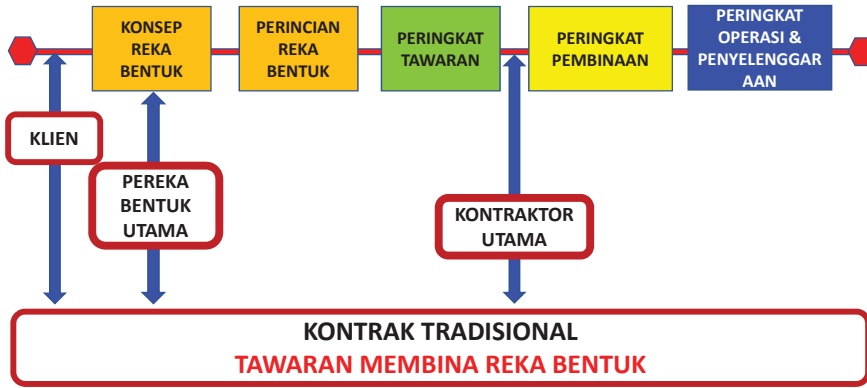 KONSEP
REKA
BENTUK
PERINCIAN
REKA
BENTUK
PERINGKAT
TAWARAN
PERINGKAT
PEMBINAAN
PERINGKAT
OPERASI &
PENYELENGGAR
AAN
KLIEN
PEREKA
BENTUK
UTAMA
KONTRAKTOR
UTAMA
KONTRAK TRADISIONAL
TAWARAN MEMBINA REKA BENTUK